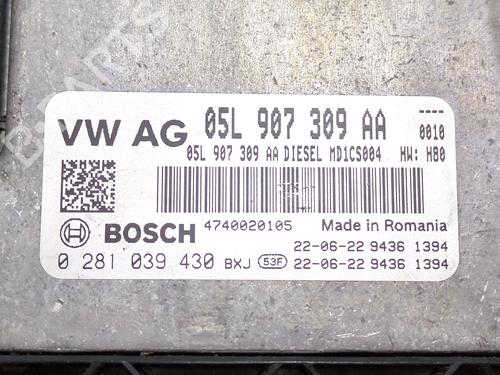 VW AG 05L 907 309 AA
----
0010
05L 907 309 AA DIESEL MD1CS004 HW: H80
BOSCH 4740020105 Made in Romania
22-06-22 9436 1394
0 281 039 430 BXJ 53F 22-06-22 9436 1394